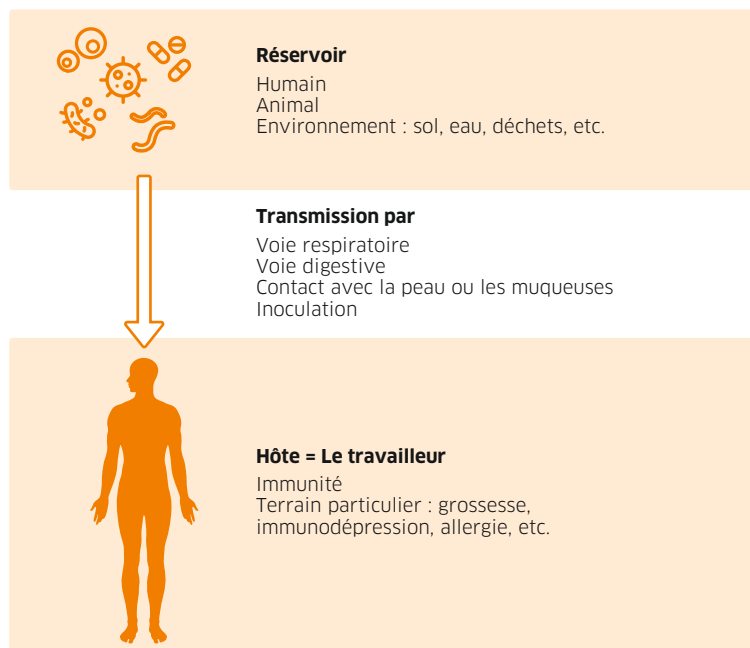 Réservoir
Humain
Animal
Environnement : sol, eau, déchets, etc.
Transmission par
Voie respiratoire
Voie digestive
Contact avec la peau ou les muqueuses
Inoculation
Hôte = Le travailleur
Immunité
Terrain particulier : grossesse,
immunodépression, allergie, etc.